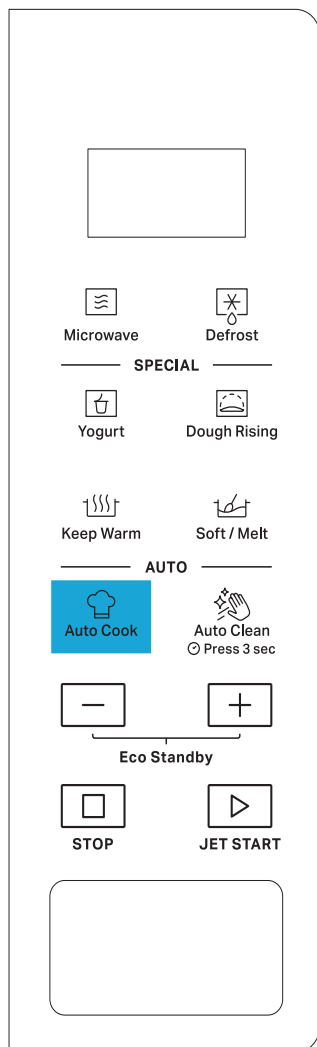 Microwave Defrost
SPECIAL
Yogurt Dough Rising
Keep Warm Soft / Melt
AUTO
Auto Cook Auto Clean
Press 3 sec
Eco Standby
STOP JET START